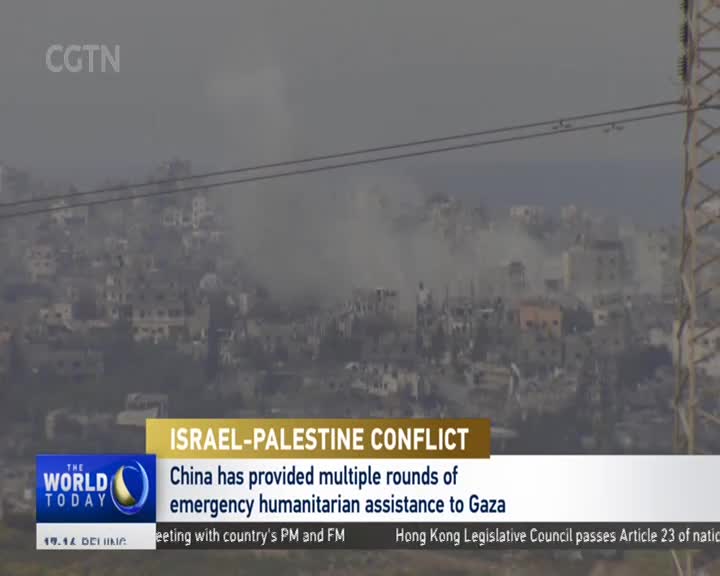 CGTN
ISRAEL-PALESTINE CONFLICT
THE
WORLD
TODAY
China has provided multiple rounds of
emergency humanitarian assistance to Gaza
BEIJING
eeting with country's PM and FM Hong Kong Legislative Council passes Article 23 of natio